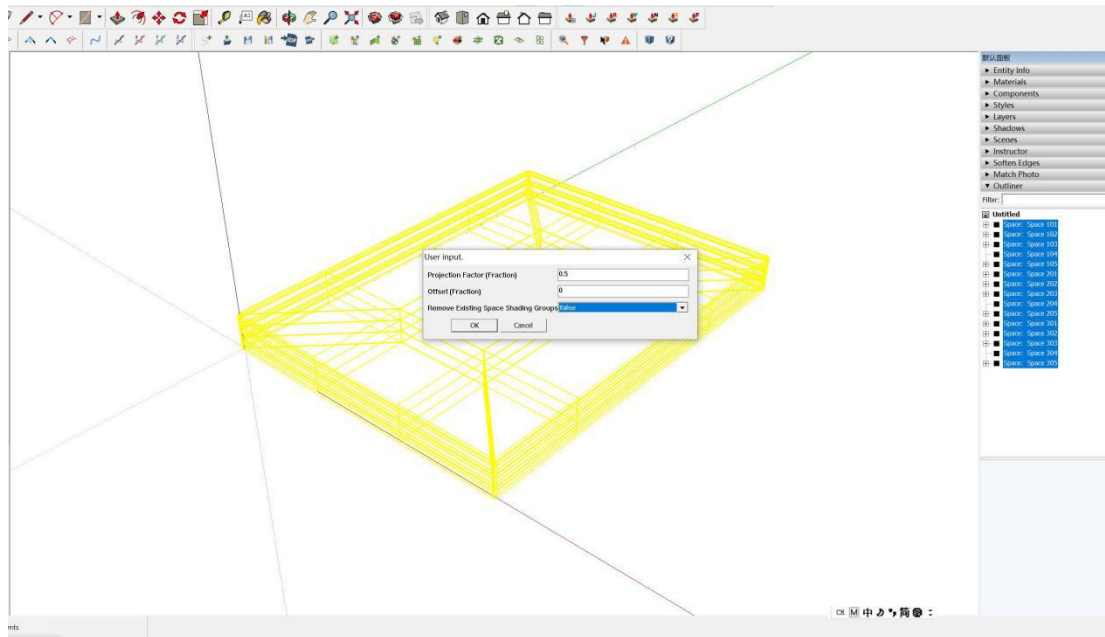 默认面板
Entity Info
Materials
Components
Styles
Layers
Shadows
Scenes
Instructor
Soften Edges
Match Photo
Outliner
Filter:
Untitled
Space: Space 101
Space: Space 102
Space: Space 103
Space: Space 104
Space: Space 105
Space: Space 201
Space: Space 202
Space: Space 203
Space: Space 204
Space: Space 205
Space: Space 301
Space: Space 302
Space: Space 303
Space: Space 304
Space: Space 305
User input.
Projection Factor (Fraction) 0.5
Offset (Fraction) 0
Remove Existing Space Shading Groups false
OK Cancel
CH M 中 简
nts